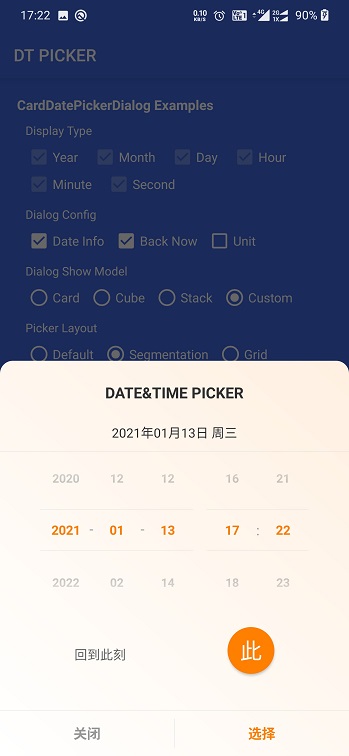 17:22 0.10 KB/S 4G 2G 1X 90%
DT PICKER
CardDatePickerDialog Examples
Display Type
Year Month Day Hour
Minute Second
Dialog Config
Date Info Back Now Unit
Dialog Show Model
Card Cube Stack Custom
Picker Layout
Default Segmentation Grid
DATE&TIME PICKER
2021年01月13日 周三
2020 12 12 16 21
2021 - 01 - 13 17 : 22
2022 02 14 18 23
回到此刻 此
关闭 选择